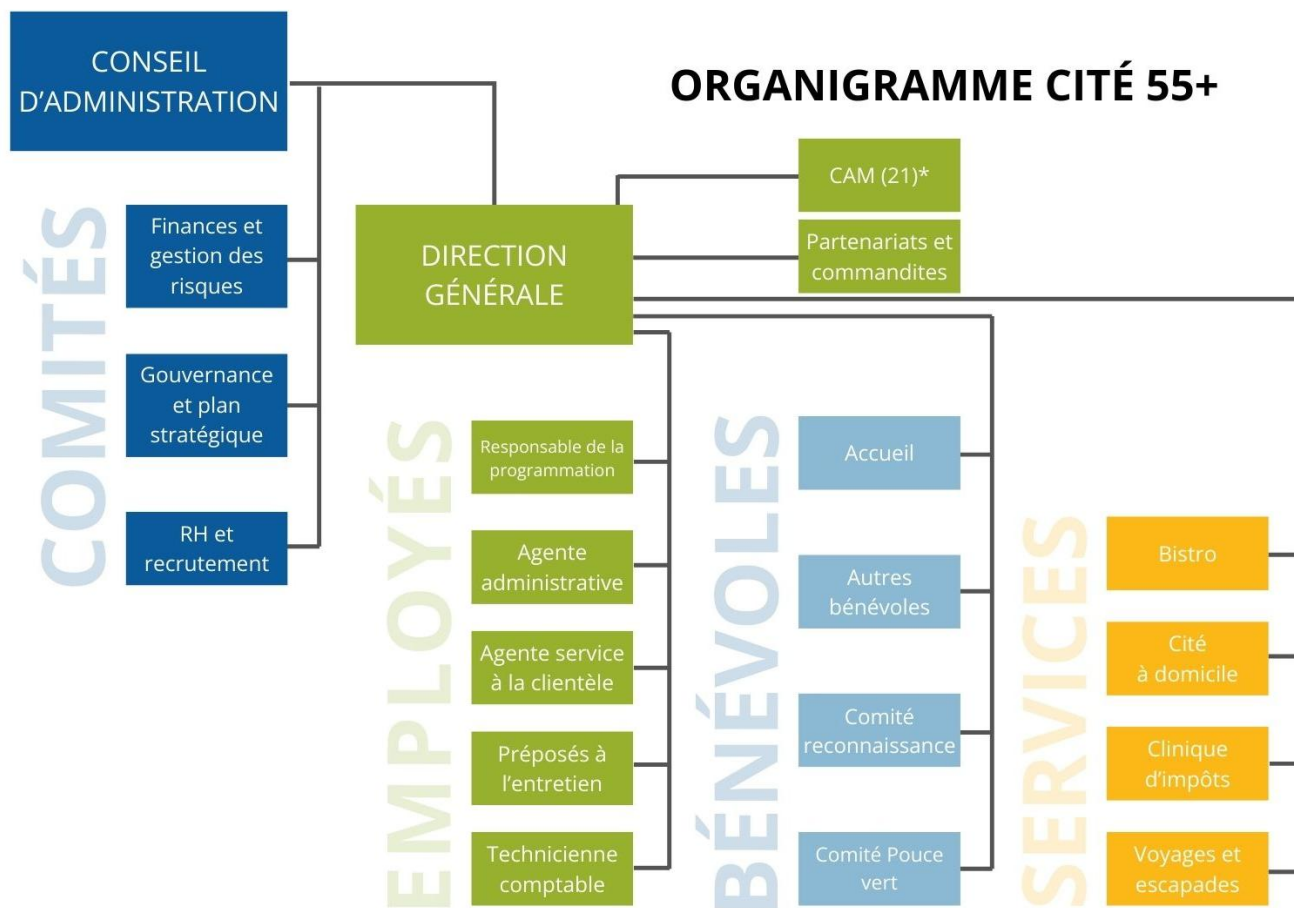 CONSEIL
D'ADMINISTRATION
ORGANIGRAMME CITÉ 55+
COMITÉS
Finances et
gestion des
risques
Gouvernance
et plan
stratégique
RH et
recrutement
DIRECTION
GÉNÉRALE
CAM (21)*
Partenariats et
commandites
EMPLOYÉS
Responsable de la
programmation
Agente
administrative
Agente service
à la clientèle
Préposés à
l'entretien
Technicienne
comptable
BÉNÉVOLES
Accueil
Autres
bénévoles
Comité
reconnaissance
Comité Pouce
vert
SERVICES
Bistro
Cité
à domicile
Clinique
d'impôts
Voyages et
escapades